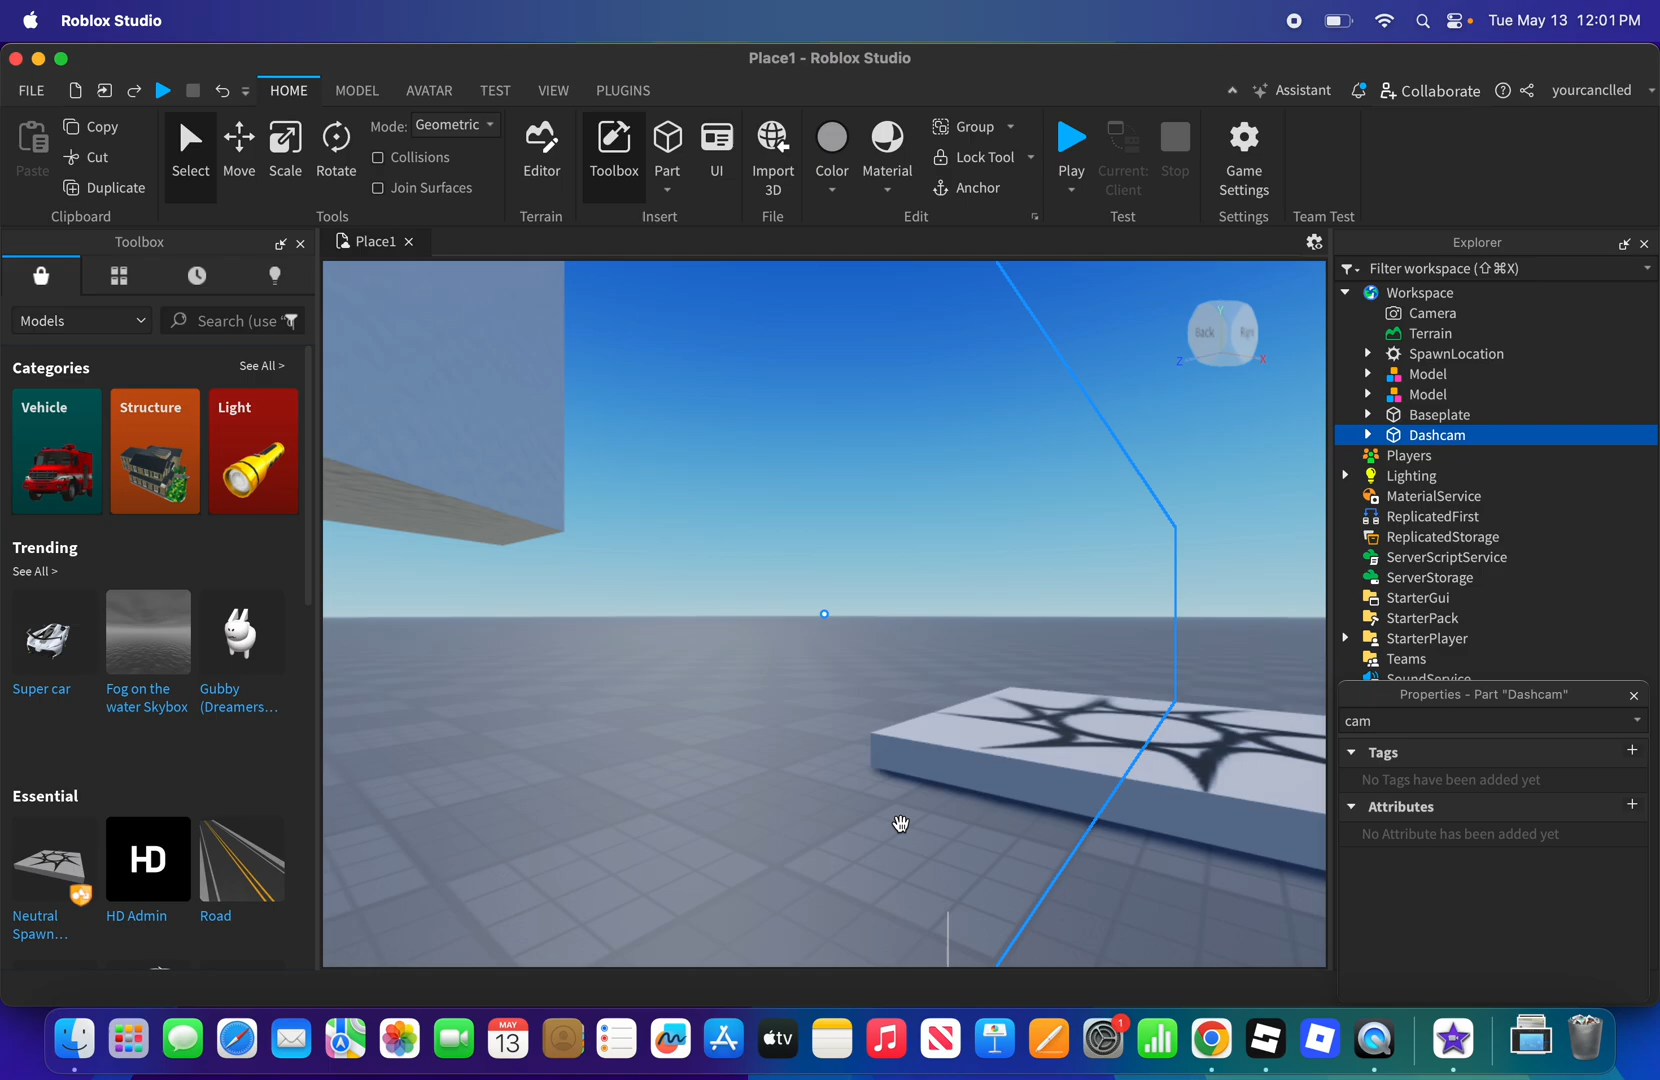 Roblox Studio
Tue May 13 12:01 PM
Place1 - Roblox Studio
FILE
HOME
MODEL
AVATAR
TEST
VIEW
PLUGINS
Assistant
Collaborate
yourcanclled
Paste
Copy
Cut
Duplicate
Clipboard
Select
Move
Scale
Rotate
Mode: Geometric
Collisions
Join Surfaces
Tools
Editor
Terrain
Toolbox
Part
UI
Insert
Import
3D
File
Color
Material
Group
Lock Tool
Anchor
Edit
Play
Current:
Client
Stop
Test
Game
Settings
Settings
Team Test
Toolbox
Place1
Explorer
Models
Search (use "
Filter workspace (⇧⌘X)
Workspace
Camera
Terrain
SpawnLocation
Model
Model
Baseplate
Dashcam
Players
Lighting
MaterialService
ReplicatedFirst
ReplicatedStorage
ServerScriptService
ServerStorage
StarterGui
StarterPack
StarterPlayer
Teams
SoundService
Categories
See All >
Vehicle
Structure
Light
Trending
See All >
Super car
Fog on the
water Skybox
Gubby
(Dreamers...
Essential
HD
Neutral
Spawn...
HD Admin
Road
Back
Y
Z
X
Properties - Part "Dashcam"
cam
Tags
No Tags have been added yet
Attributes
No Attribute has been added yet
MAY
13
tv
1